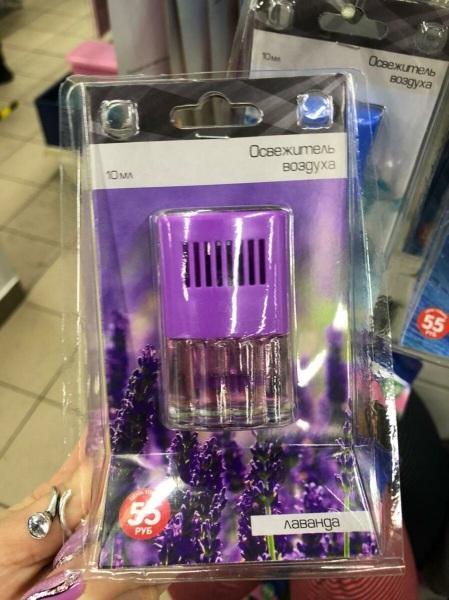 10 мл
Освежитель
воздуха
10 мл
Освежитель
воздуха
55
РУБ
55
РУБ
лаванда